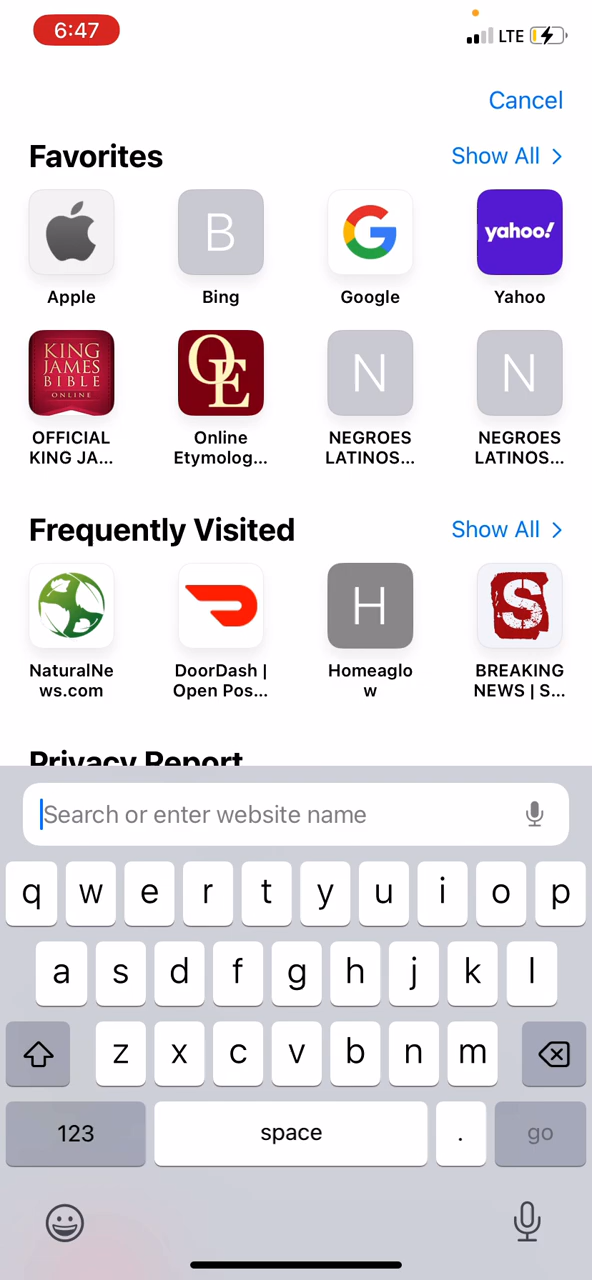 6:47 LTE
Cancel
Favorites Show All
B
yahoo!
Apple Bing Google Yahoo
KING
JAMES
BIBLE
ONLINE
OE
N N
OFFICIAL Online NEGROES NEGROES
KING JA... Etymolog... LATINOS... LATINOS...
Frequently Visited Show All
H S
NaturalNe DoorDash | Homeaglo BREAKING
ws.com Open Pos... w NEWS | S...
Privacy Report
Search or enter website name
q w e r t y u i o p
a s d f g h j k l
z x c v b n m
123 space . go